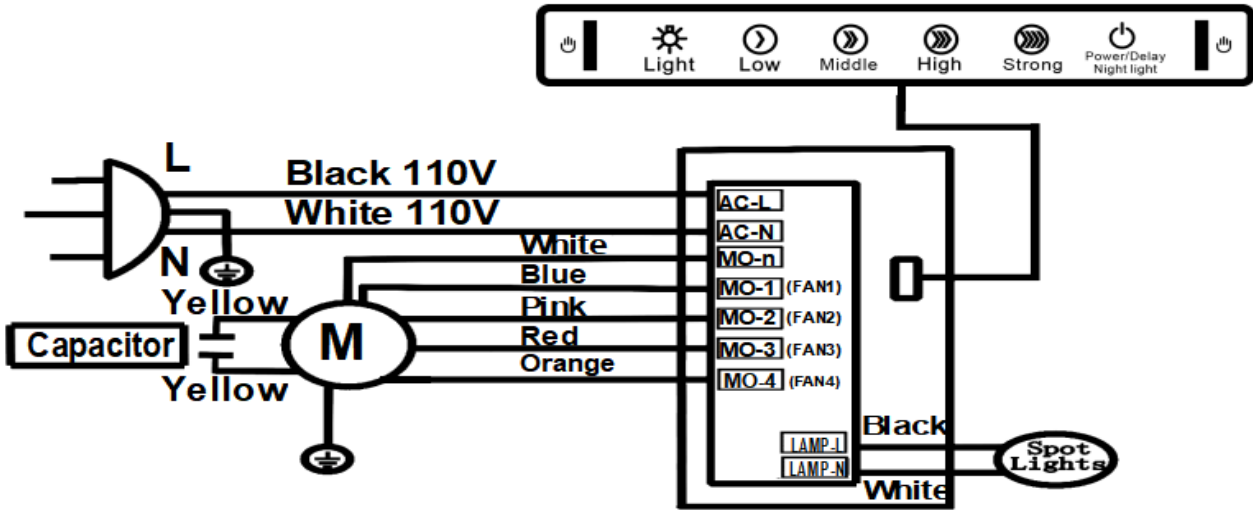 Light
Low
Middle
High
Strong
Power/Delay
Night light
L
Black 110V
White 110V
N
White
Blue
Pink
Red
Orange
Yellow
Capacitor
Yellow
M
AC-L
AC-N
MO-n
MO-1 (FAN1)
MO-2 (FAN2)
MO-3 (FAN3)
MO-4 (FAN4)
LAMP-L
LAMP-N
Black
White
Spot
Lights